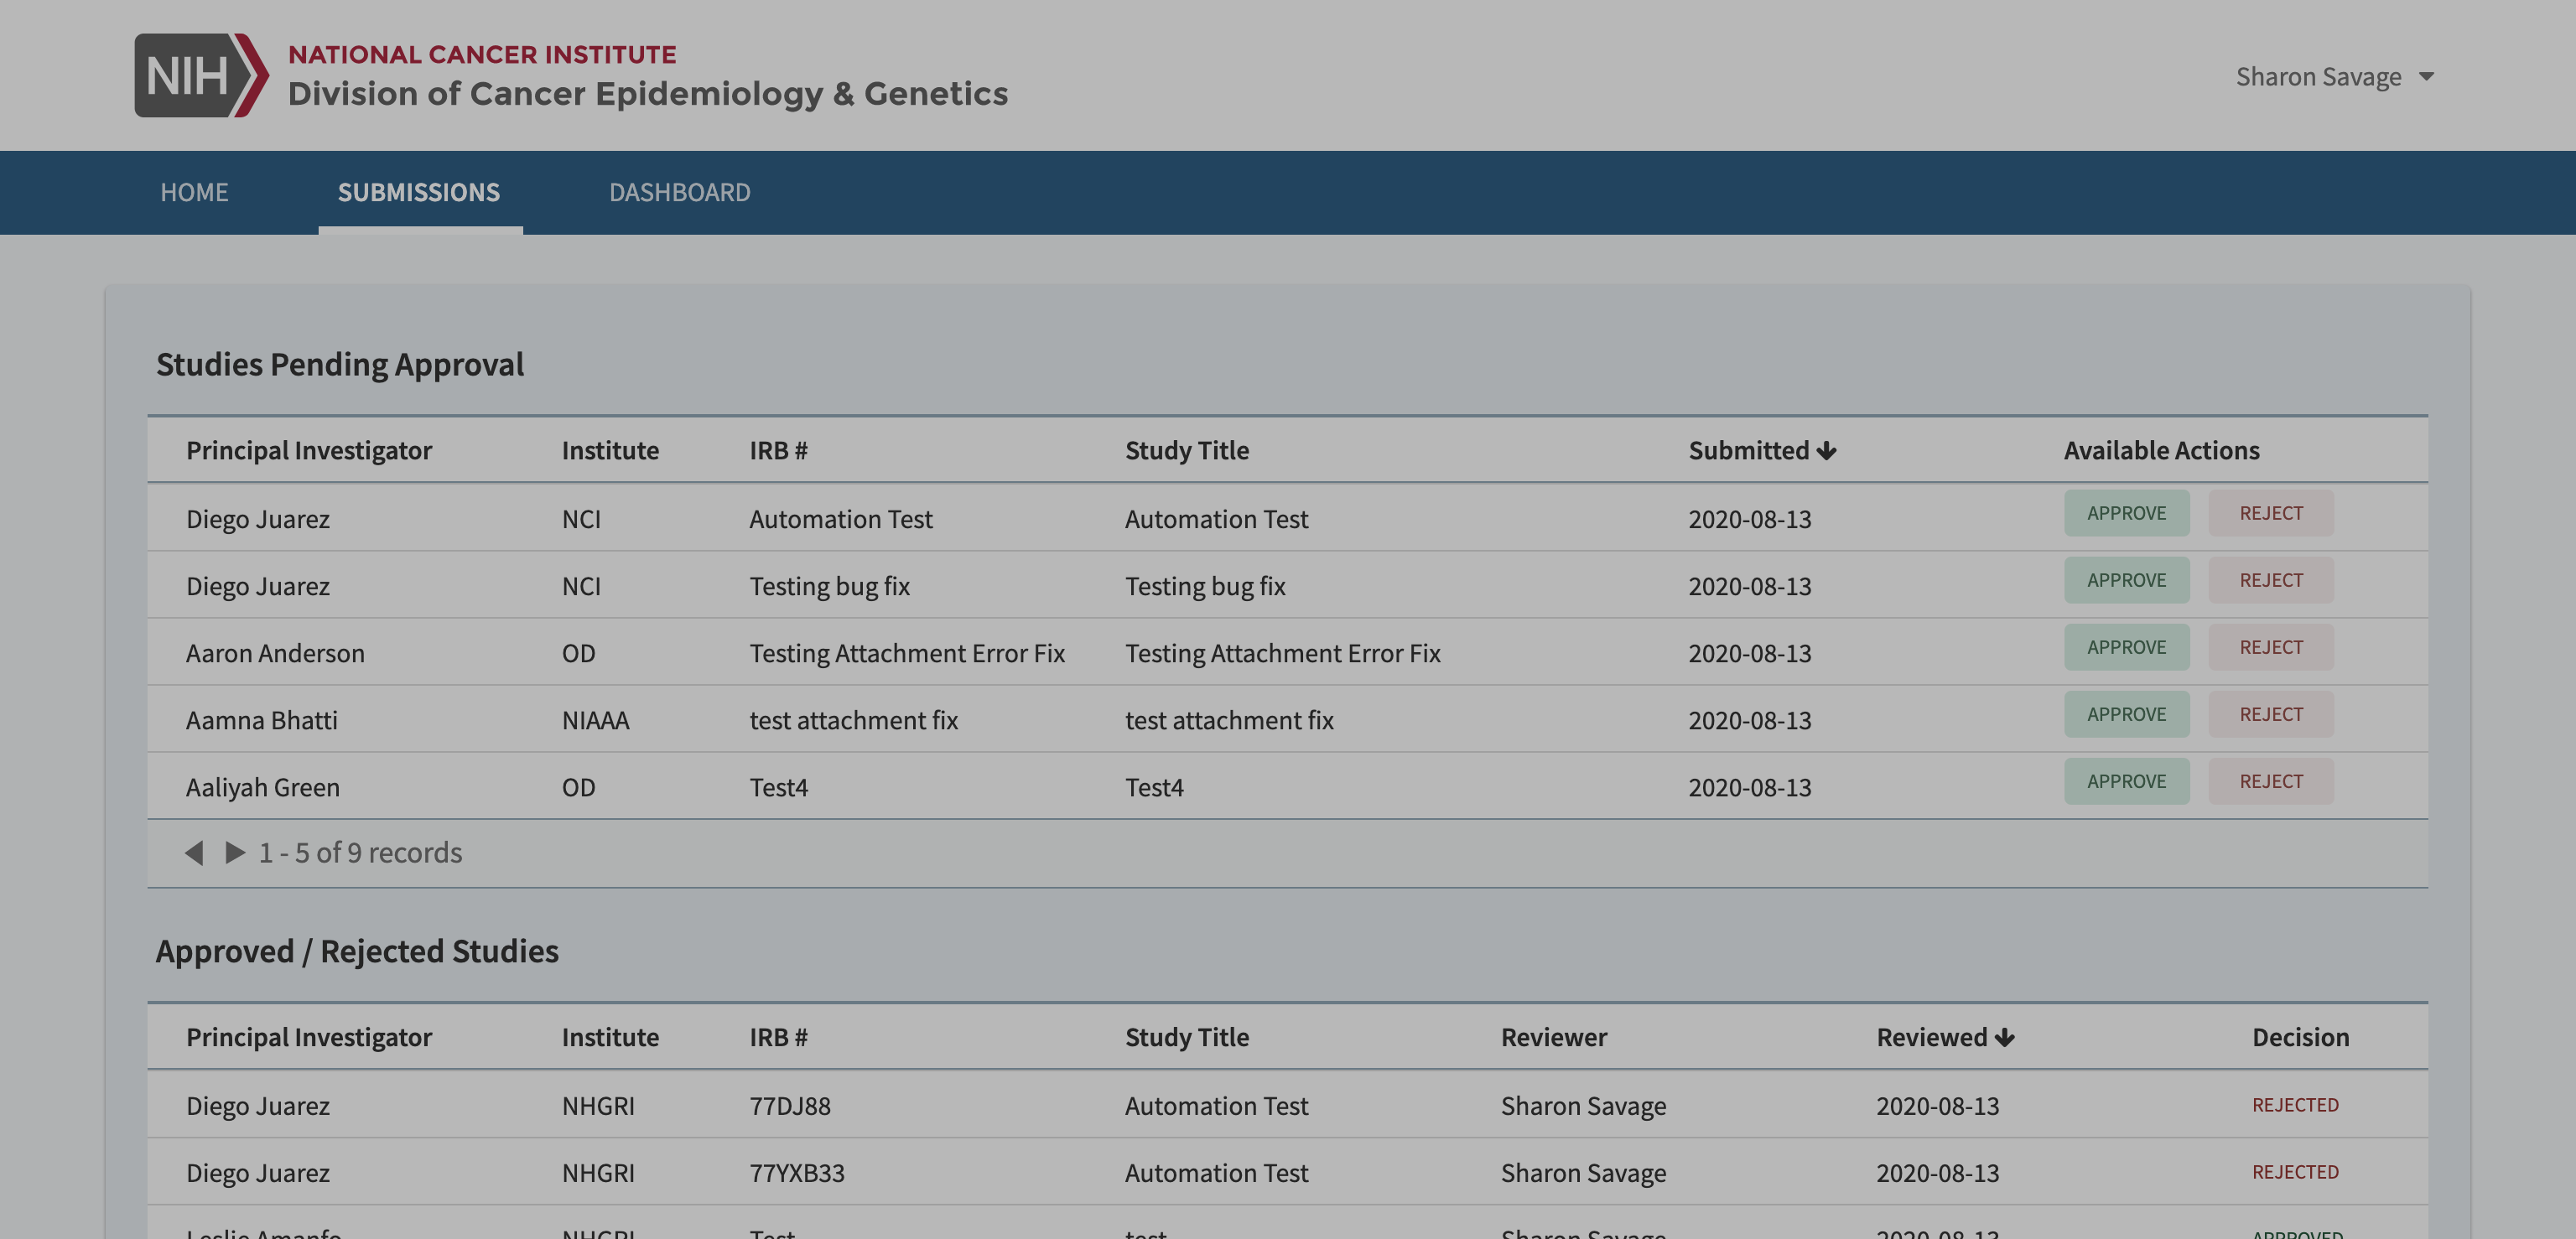 NIH
NATIONAL CANCER INSTITUTE
Division of Cancer Epidemiology & Genetics
Sharon Savage
HOME SUBMISSIONS DASHBOARD
Studies Pending Approval
Principal Investigator Institute IRB # Study Title Submitted Available Actions
Diego Juarez NCI Automation Test Automation Test 2020-08-13 APPROVE REJECT
Diego Juarez NCI Testing bug fix Testing bug fix 2020-08-13 APPROVE REJECT
Aaron Anderson OD Testing Attachment Error Fix Testing Attachment Error Fix 2020-08-13 APPROVE REJECT
Aamna Bhatti NIAAA test attachment fix test attachment fix 2020-08-13 APPROVE REJECT
Aaliyah Green OD Test4 Test4 2020-08-13 APPROVE REJECT
1 - 5 of 9 records
Approved / Rejected Studies
Principal Investigator Institute IRB # Study Title Reviewer Reviewed Decision
Diego Juarez NHGRI 77DJ88 Automation Test Sharon Savage 2020-08-13 REJECTED
Diego Juarez NHGRI 77YXB33 Automation Test Sharon Savage 2020-08-13 REJECTED
Leslie Amanfo NHGRI Test test Sharon Savage 2020-08-13 APPROVED